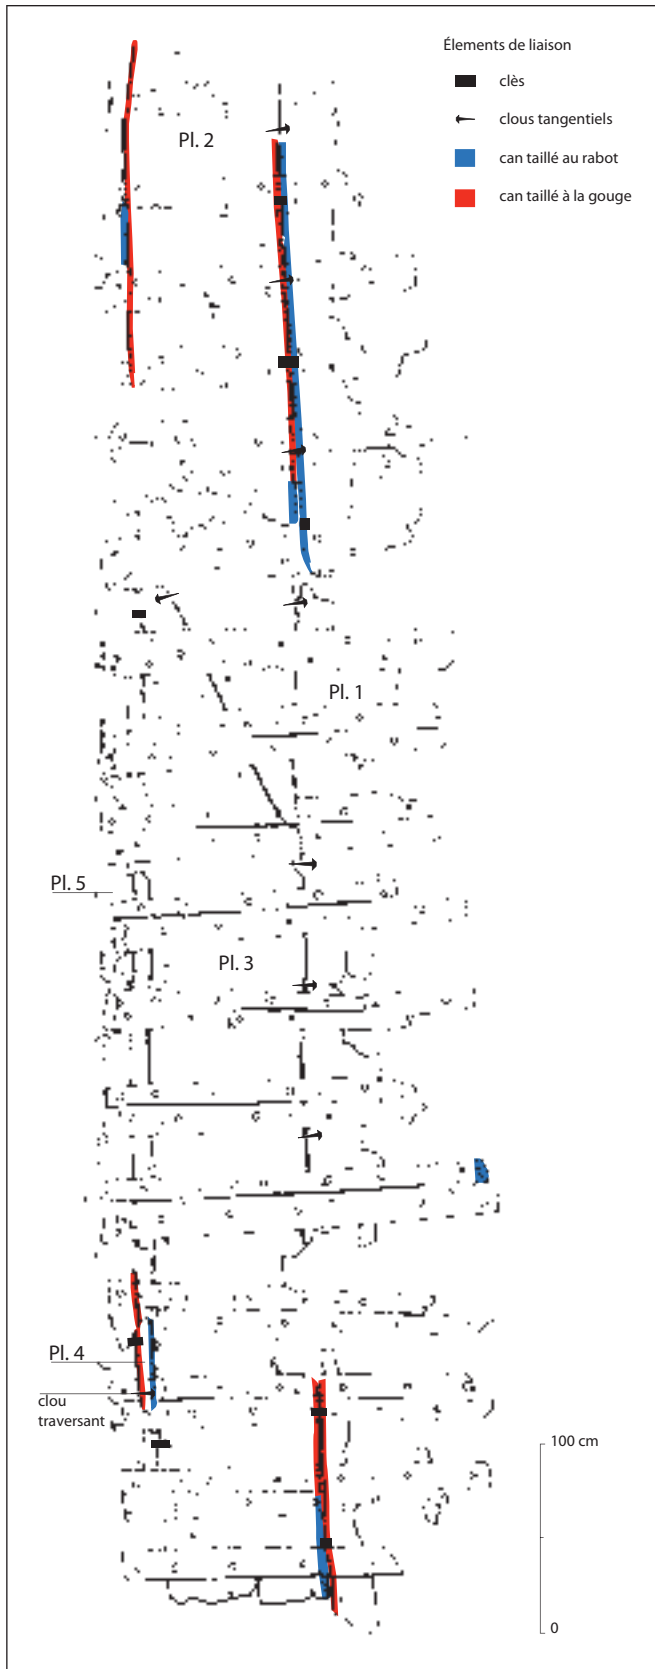 Élements de liaison
clès
clous tangentiels
can taillé au rabot
can taillé à la gouge
Pl. 2
Pl. 1
Pl. 5
Pl. 3
Pl. 4
clou
traversant
100 cm
0